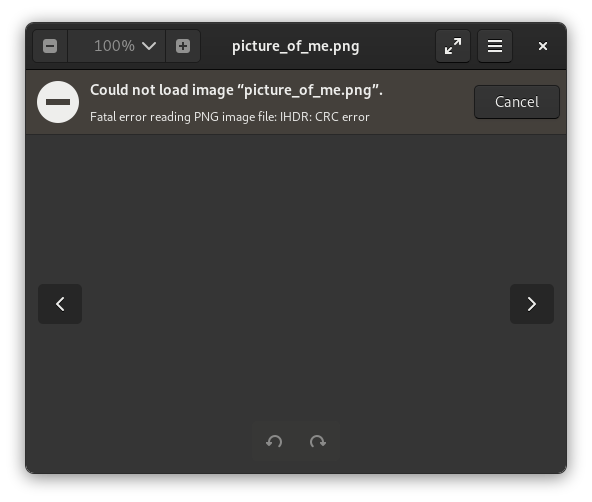 100%
picture_of_me.png
Could not load image “picture_of_me.png”.
Fatal error reading PNG image file: IHDR: CRC error
Cancel